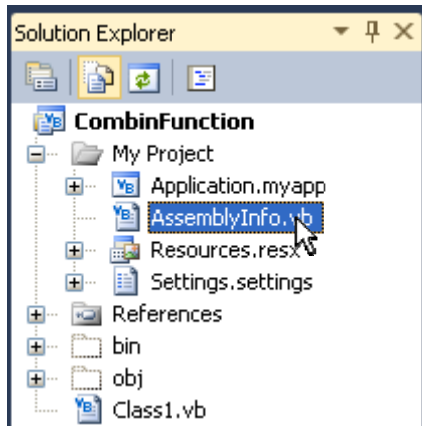 Solution Explorer
CombinFunction
My Project
Application.myapp
AssemblyInfo.vb
Resources.resx
Settings.settings
References
bin
obj
Class1.vb